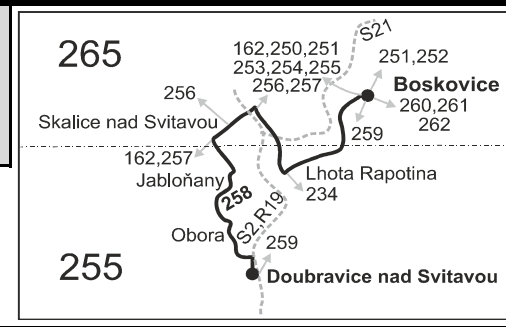 S21
265
162,250,251
253,254,255
256,257
251,252
Boskovice
256
260,261
262
Skalice nad Svitavou
259
162,257
Jabloňany
Lhota Rapotina
234
258
S2,R19
Obora
259
255
Doubravice nad Svitavou